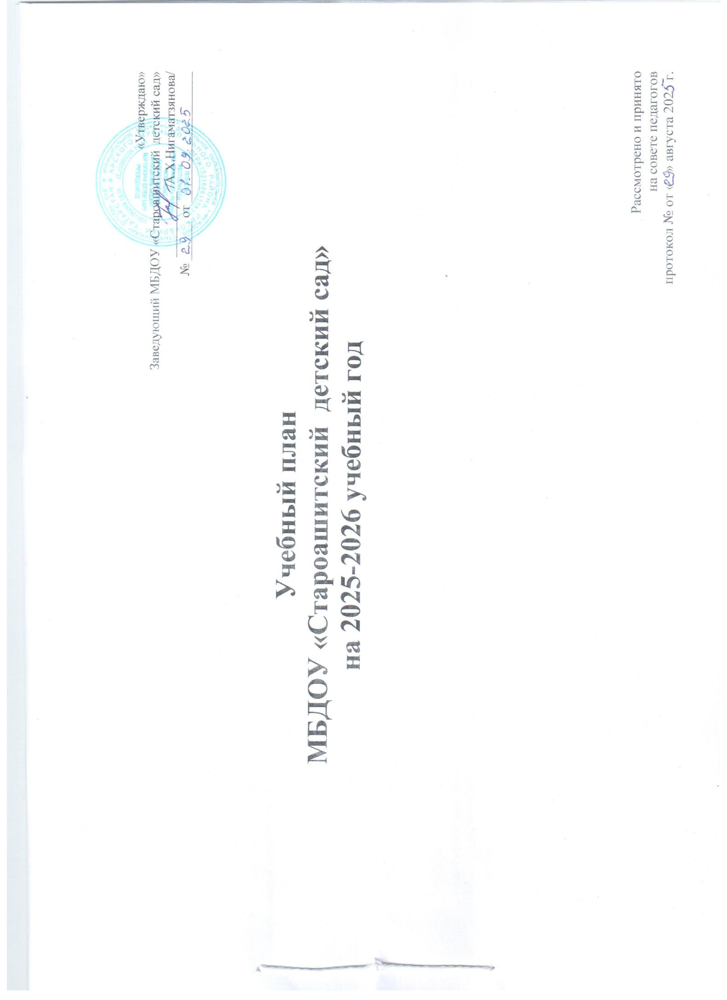 «Утверждаю»
Заведующий МБДОУ «Староашитский детский сад»
/А.Х.Нигаматзянова/
№ 29 от 01.09.2025
Учебный план
МБДОУ «Староашитский детский сад»
на 2025-2026 учебный год
Рассмотрено и принято
на совете педагогов
протокол № от «29» августа 2025 г.